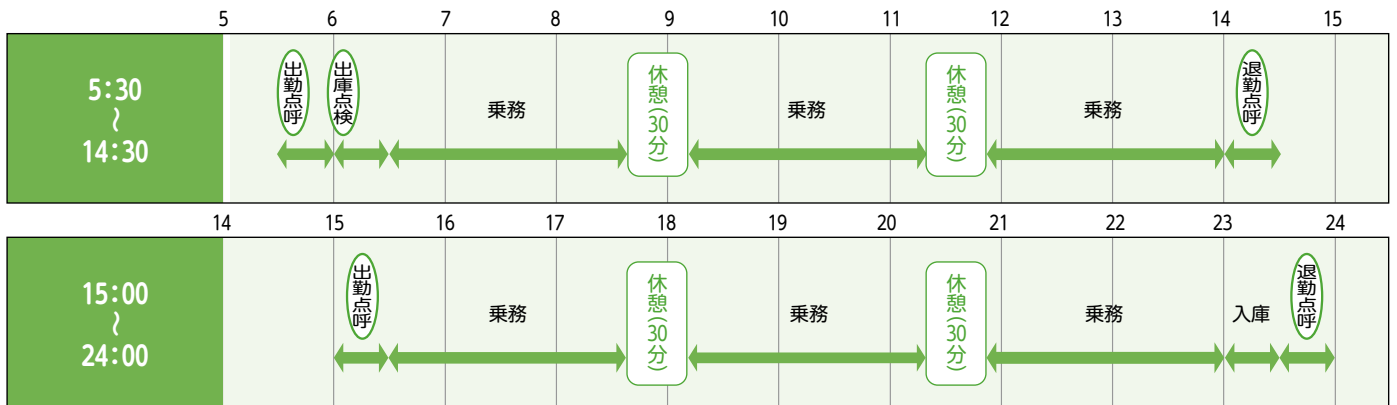 5 6 7 8 9 10 11 12 13 14 15
5:30
〜
14:30
出勤点呼
出庫点検
乗務
休憩(30分)
乗務
休憩(30分)
乗務
退勤点呼
14 15 16 17 18 19 20 21 22 23 24
15:00
〜
24:00
出勤点呼
乗務
休憩(30分)
乗務
休憩(30分)
乗務
入庫
退勤点呼